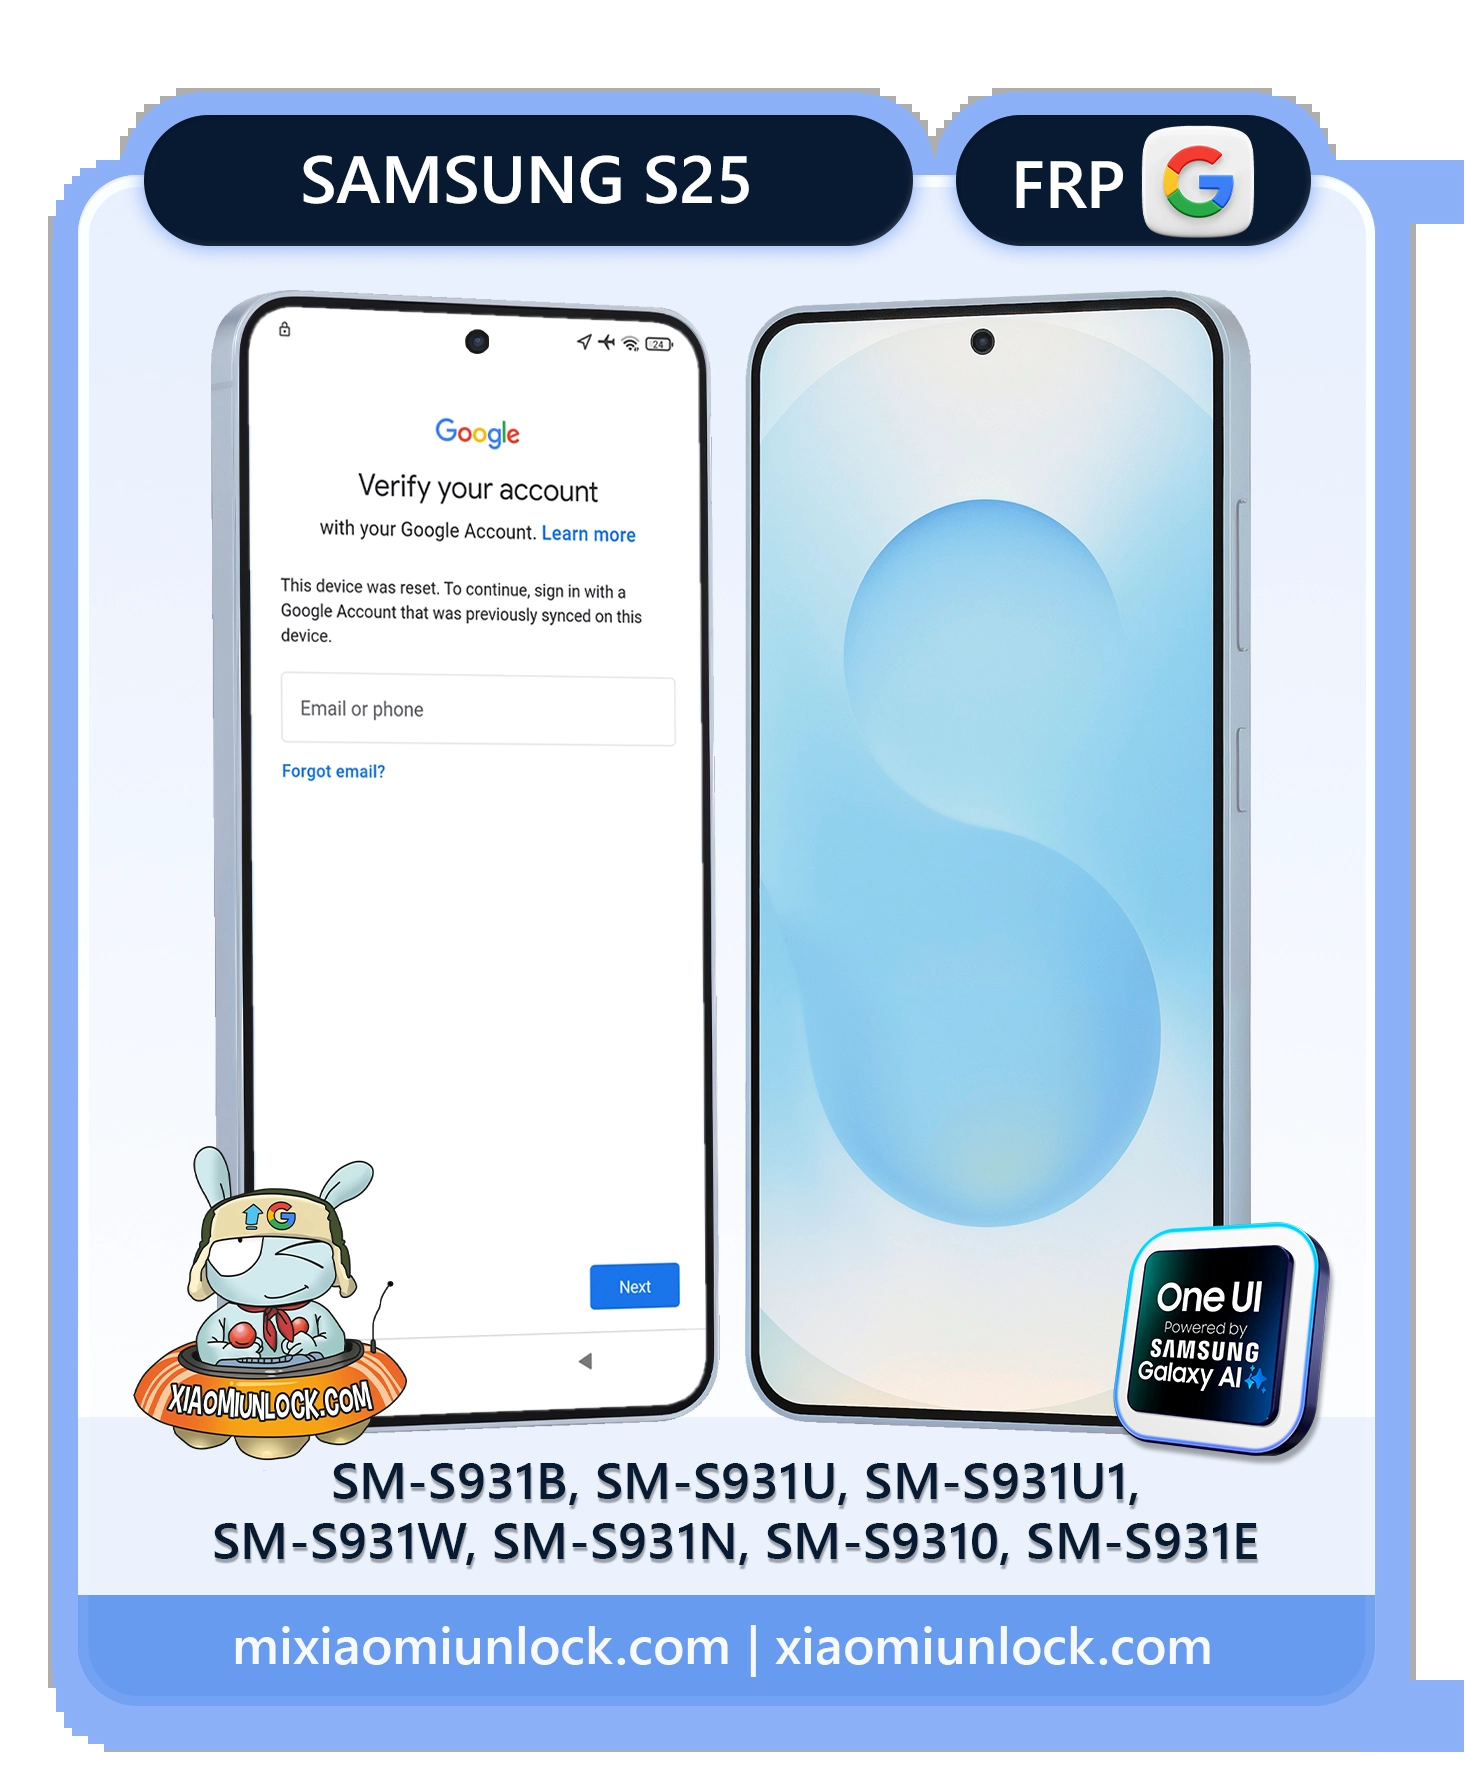 SAMSUNG S25
FRP G
24
Google
Verify your account
with your Google Account. Learn more
This device was reset. To continue, sign in with a
Google Account that was previously synced on this
device.
Email or phone
Forgot email?
G
Next
XIAOMIUNLOCK.COM
One UI
Powered by
SAMSUNG
Galaxy AI
SM-S931B, SM-S931U, SM-S931U1,
SM-S931W, SM-S931N, SM-S9310, SM-S931E
mixiaomiunlock.com | xiaomiunlock.com